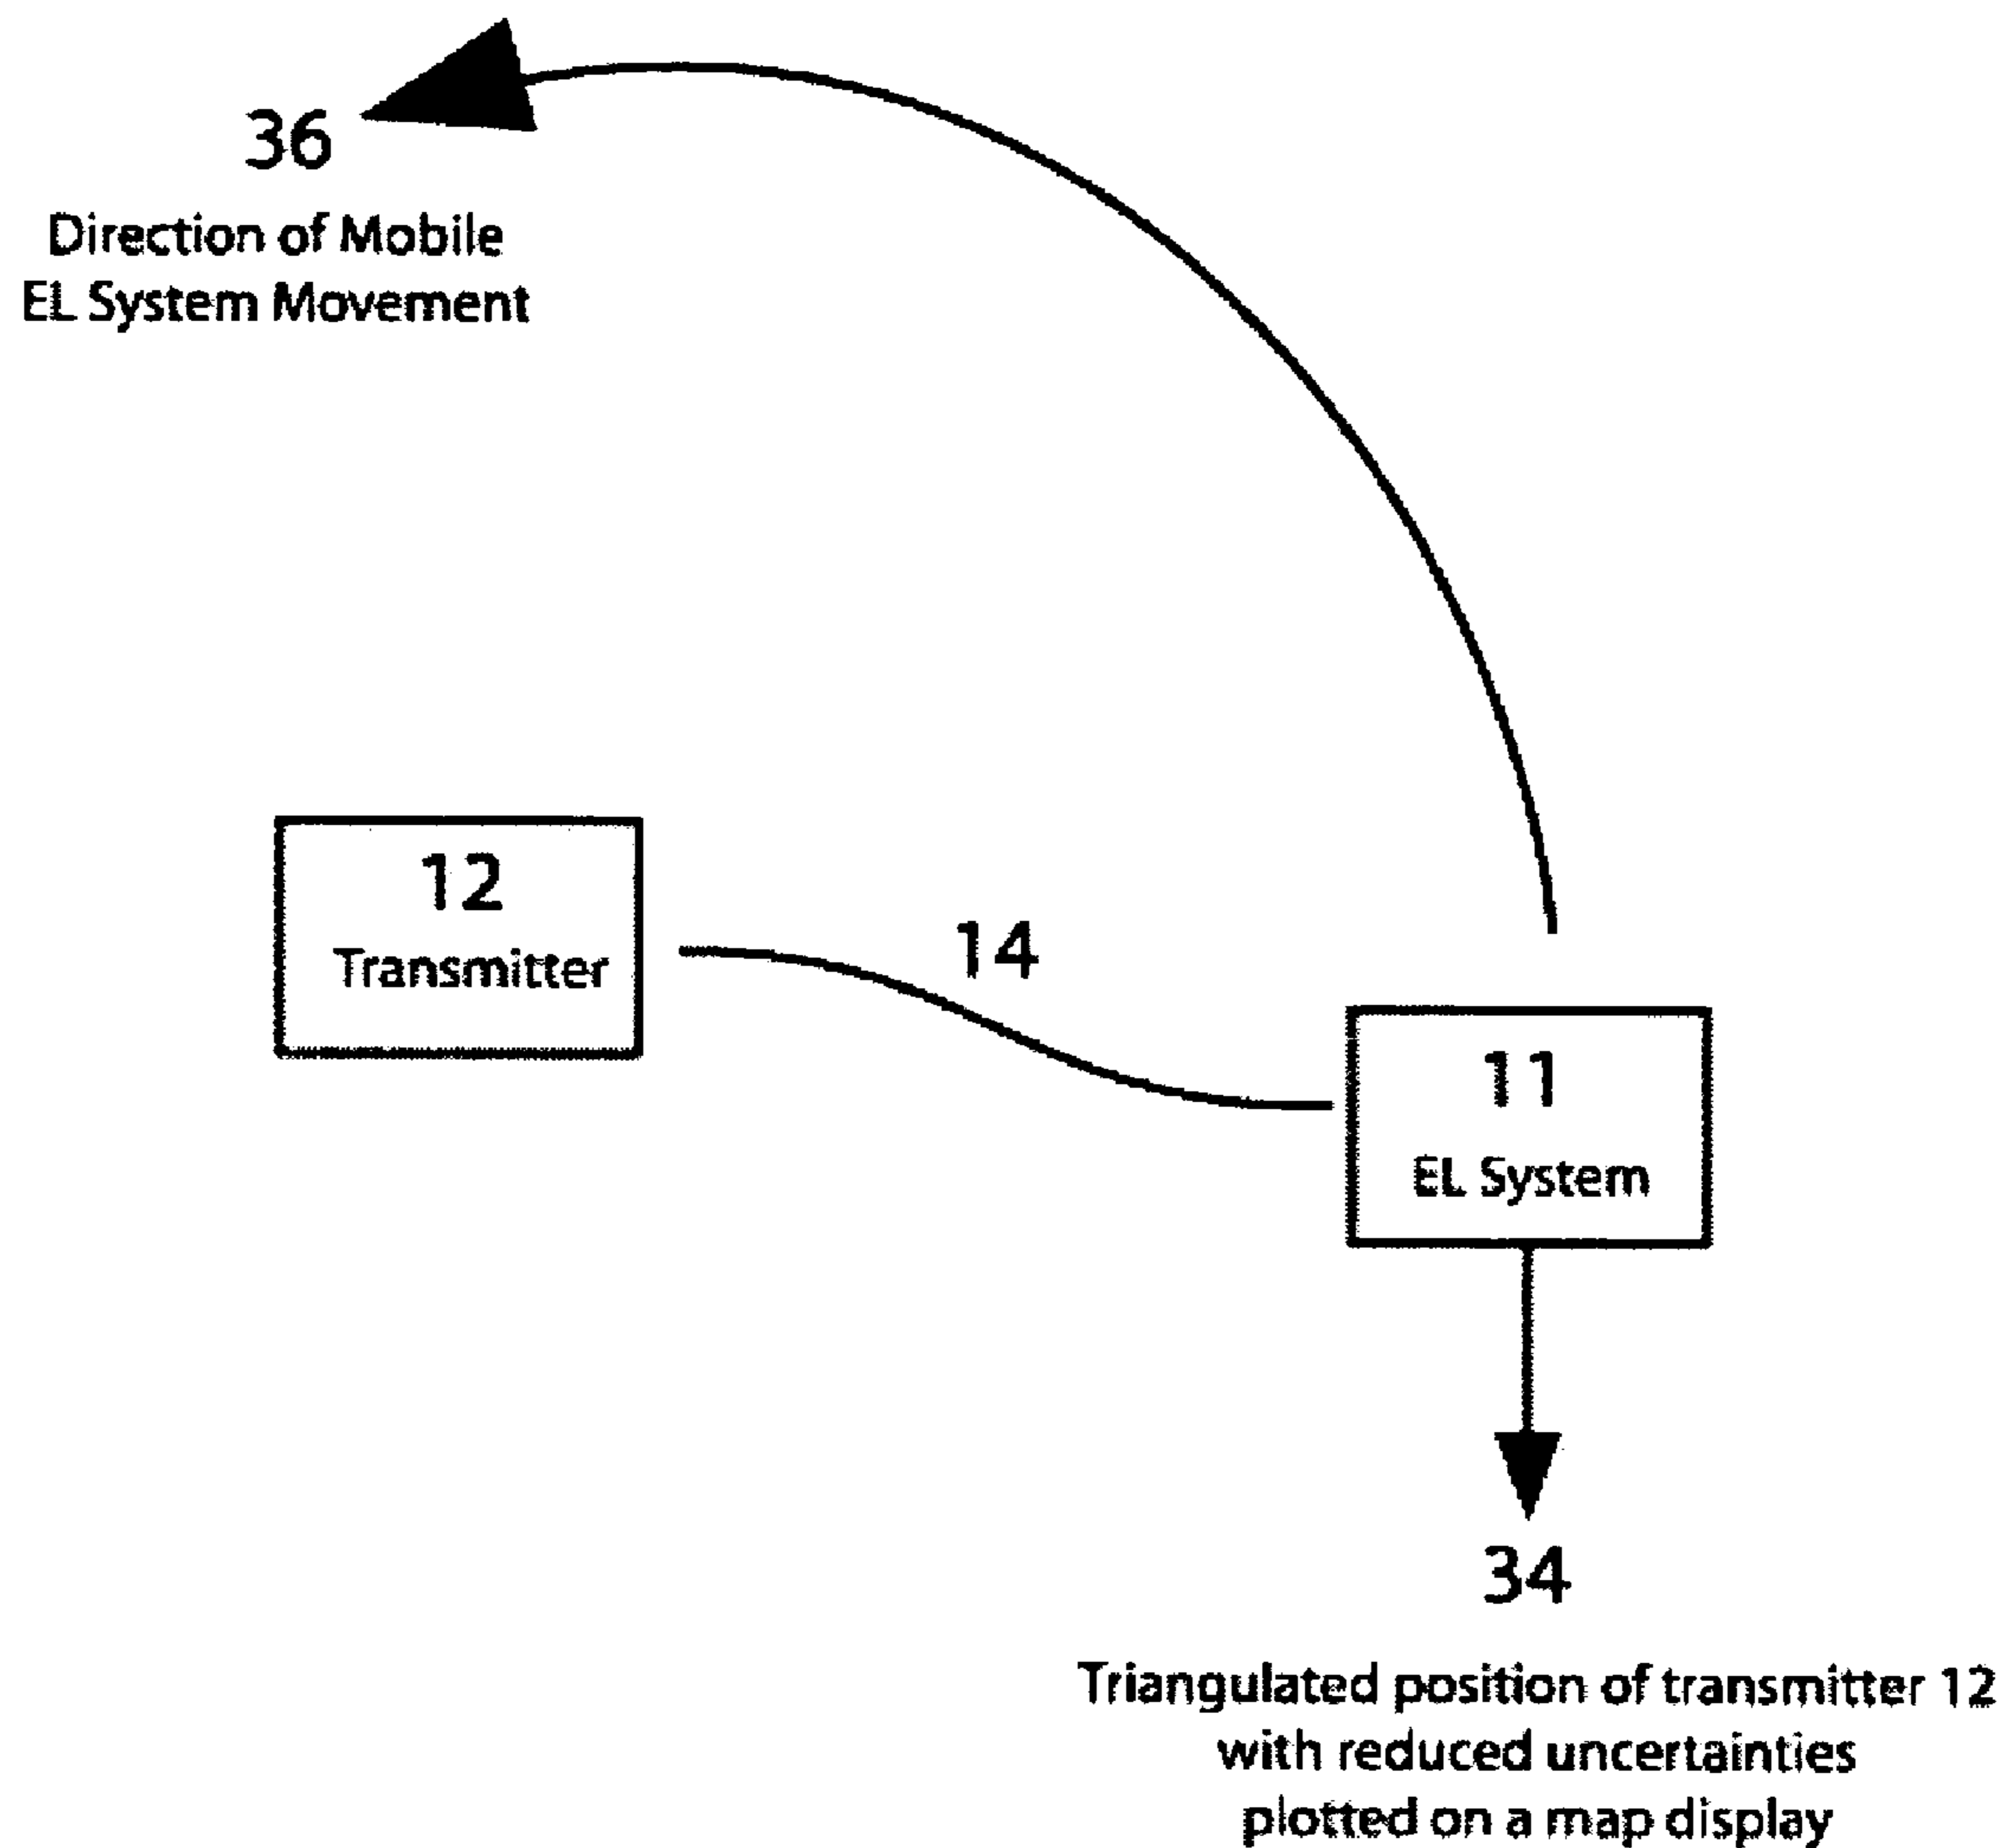 36
Direction of Mobile
EL System Movement
12
Transmitter
14
11
EL System
34
Triangulated position of transmitter 12
with reduced uncertainties
plotted on a map display